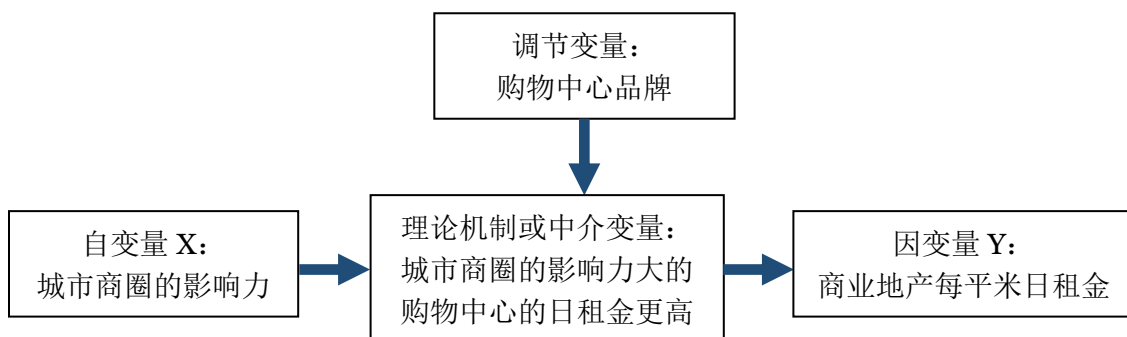 调节变量：
购物中心品牌
自变量 X：
城市商圈的影响力
理论机制或中介变量：
城市商圈的影响力大的
购物中心的日租金更高
因变量 Y：
商业地产每平米日租金